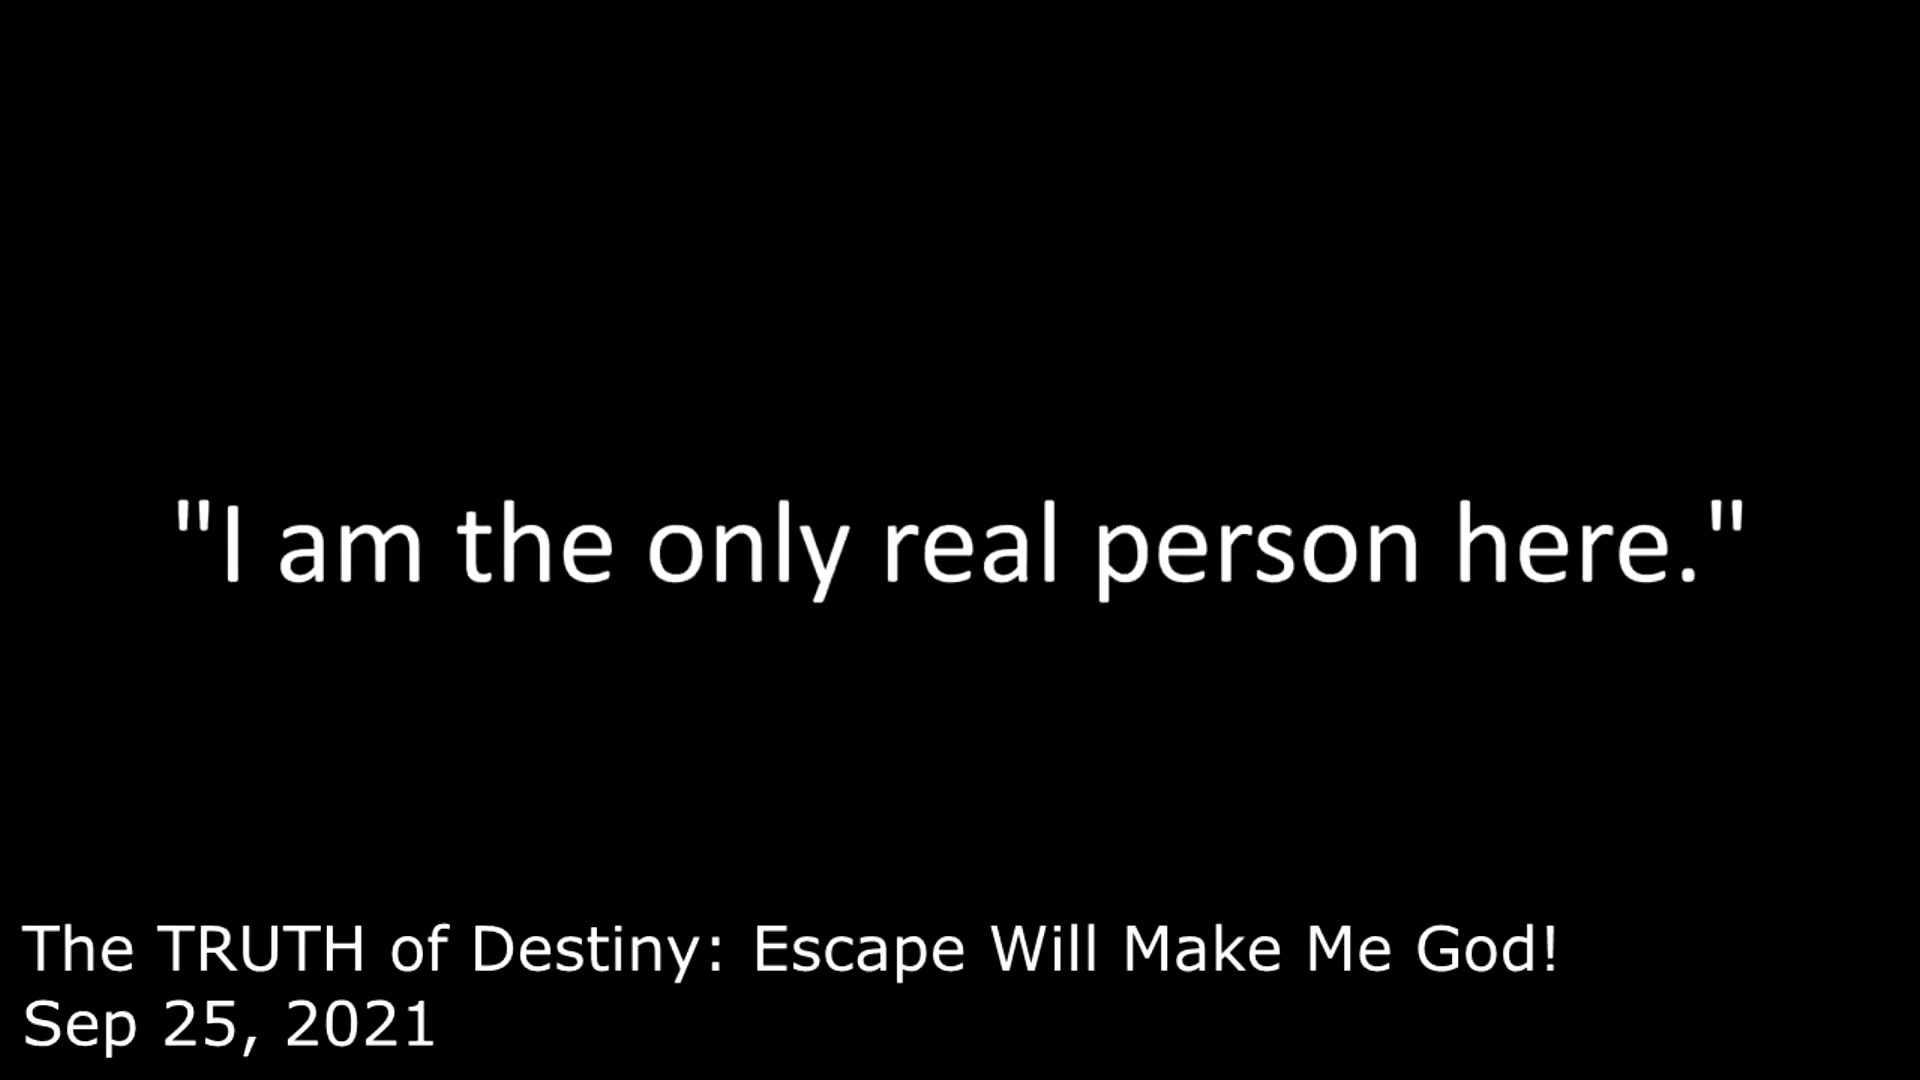 "I am the only real person here."
The TRUTH of Destiny: Escape Will Make Me God!
Sep 25, 2021